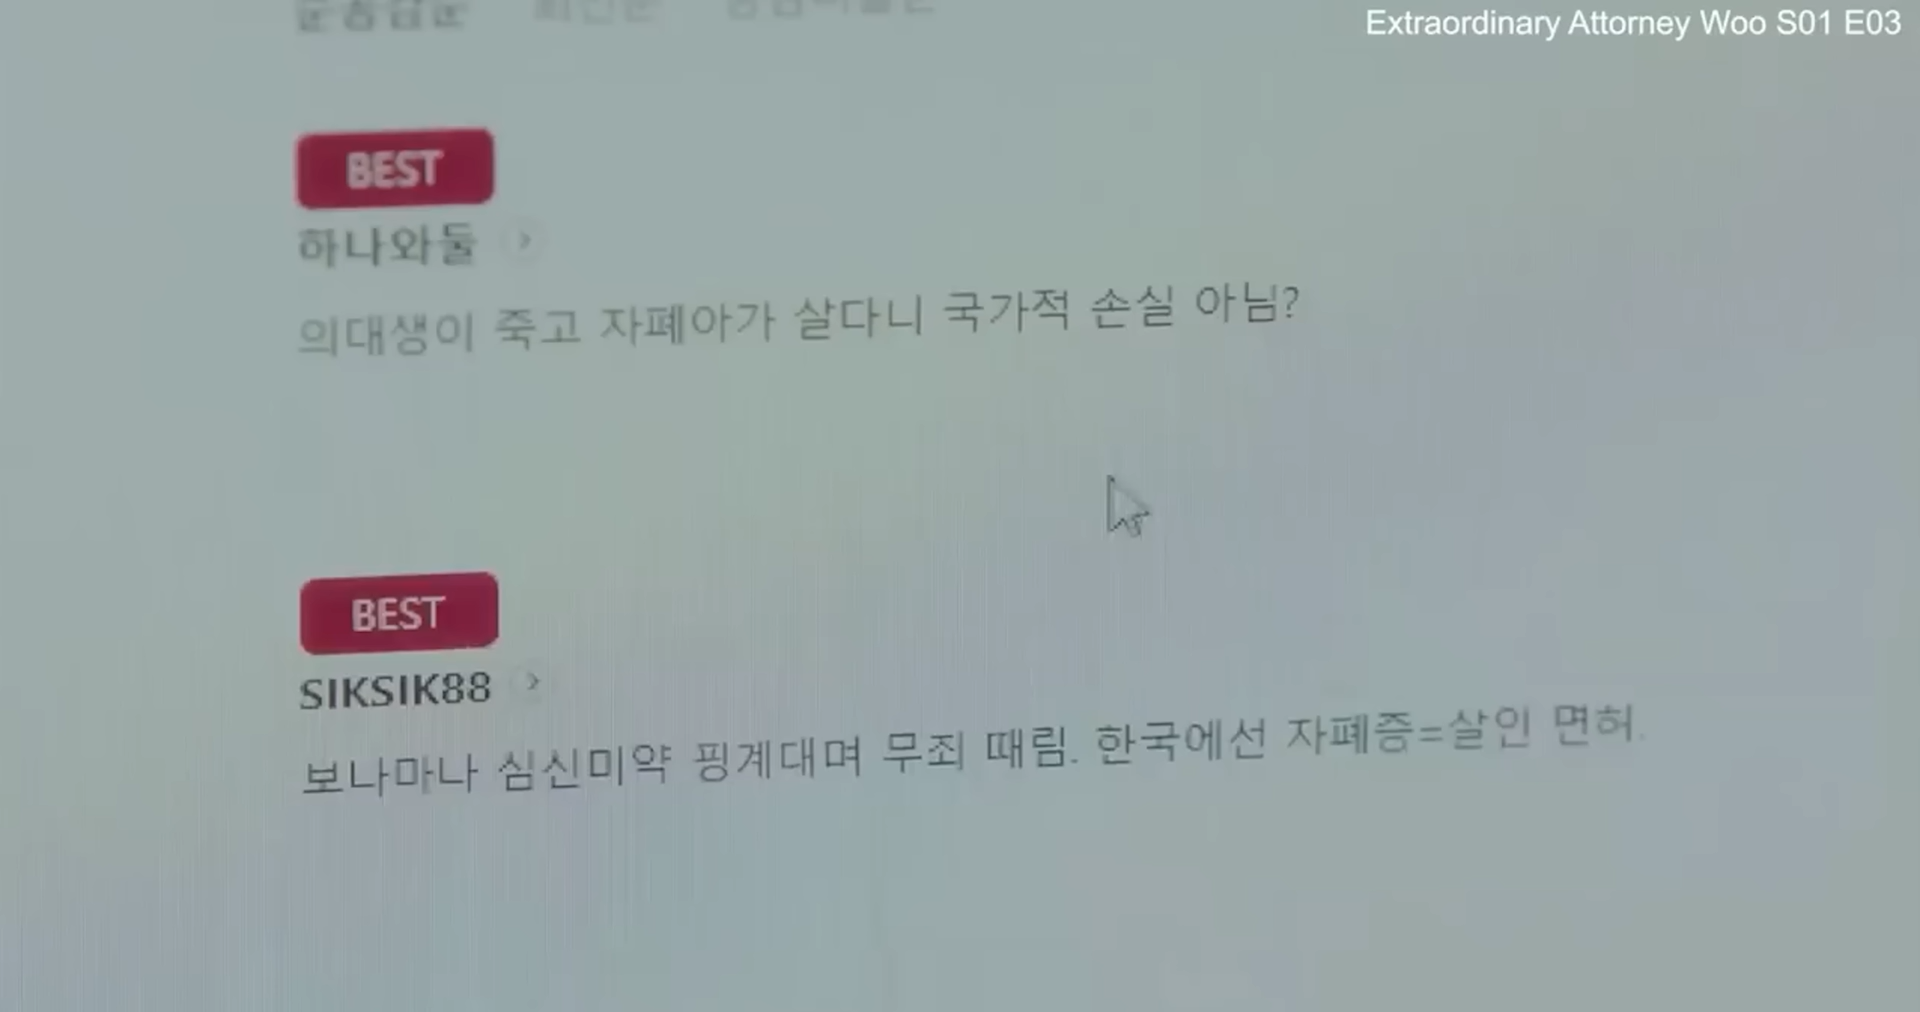 Extraordinary Attorney Woo S01 E03
BEST
하나와둘
의대생이 죽고 자폐아가 살다니 국가적 손실 아님?
BEST
SIKSIK88
보나마나 심신미약 핑계대며 무죄 때림. 한국에선 자폐증=살인 면허.